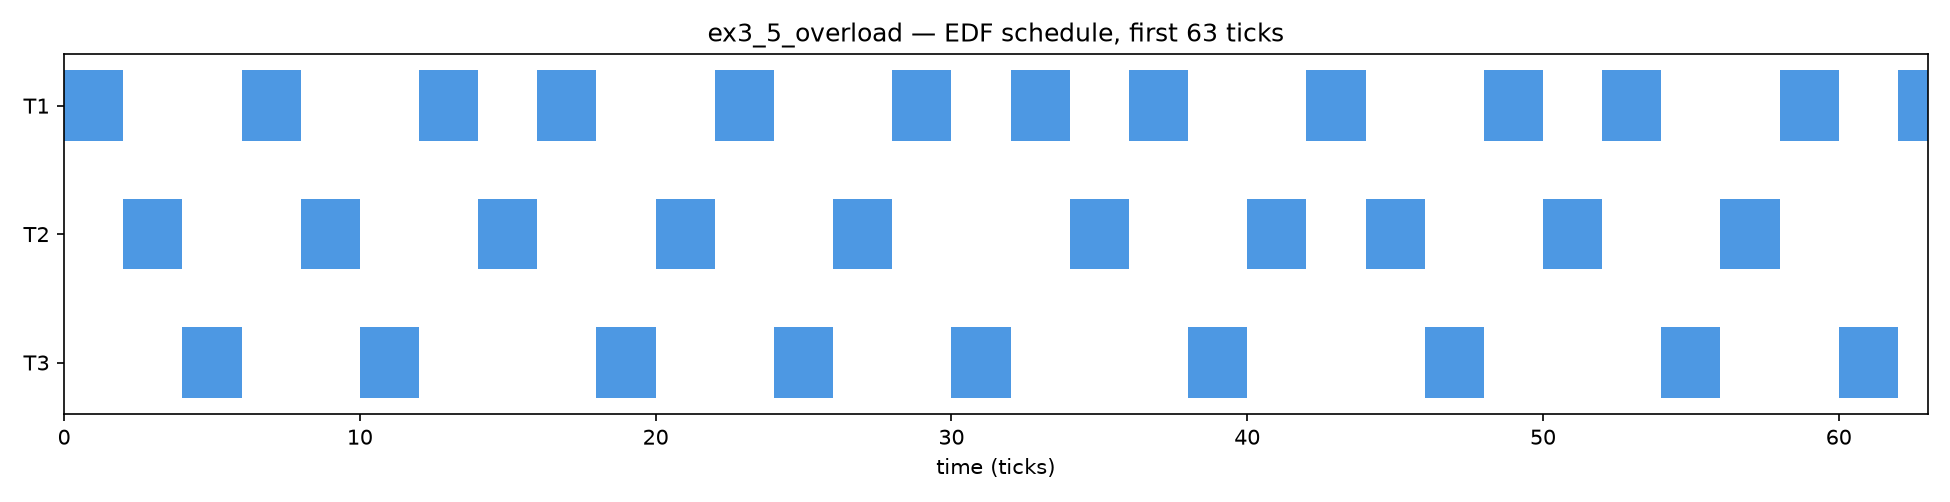 ex3_5_overload — EDF schedule, first 63 ticks
T1
T2
T3
0 10 20 30 40 50 60
time (ticks)